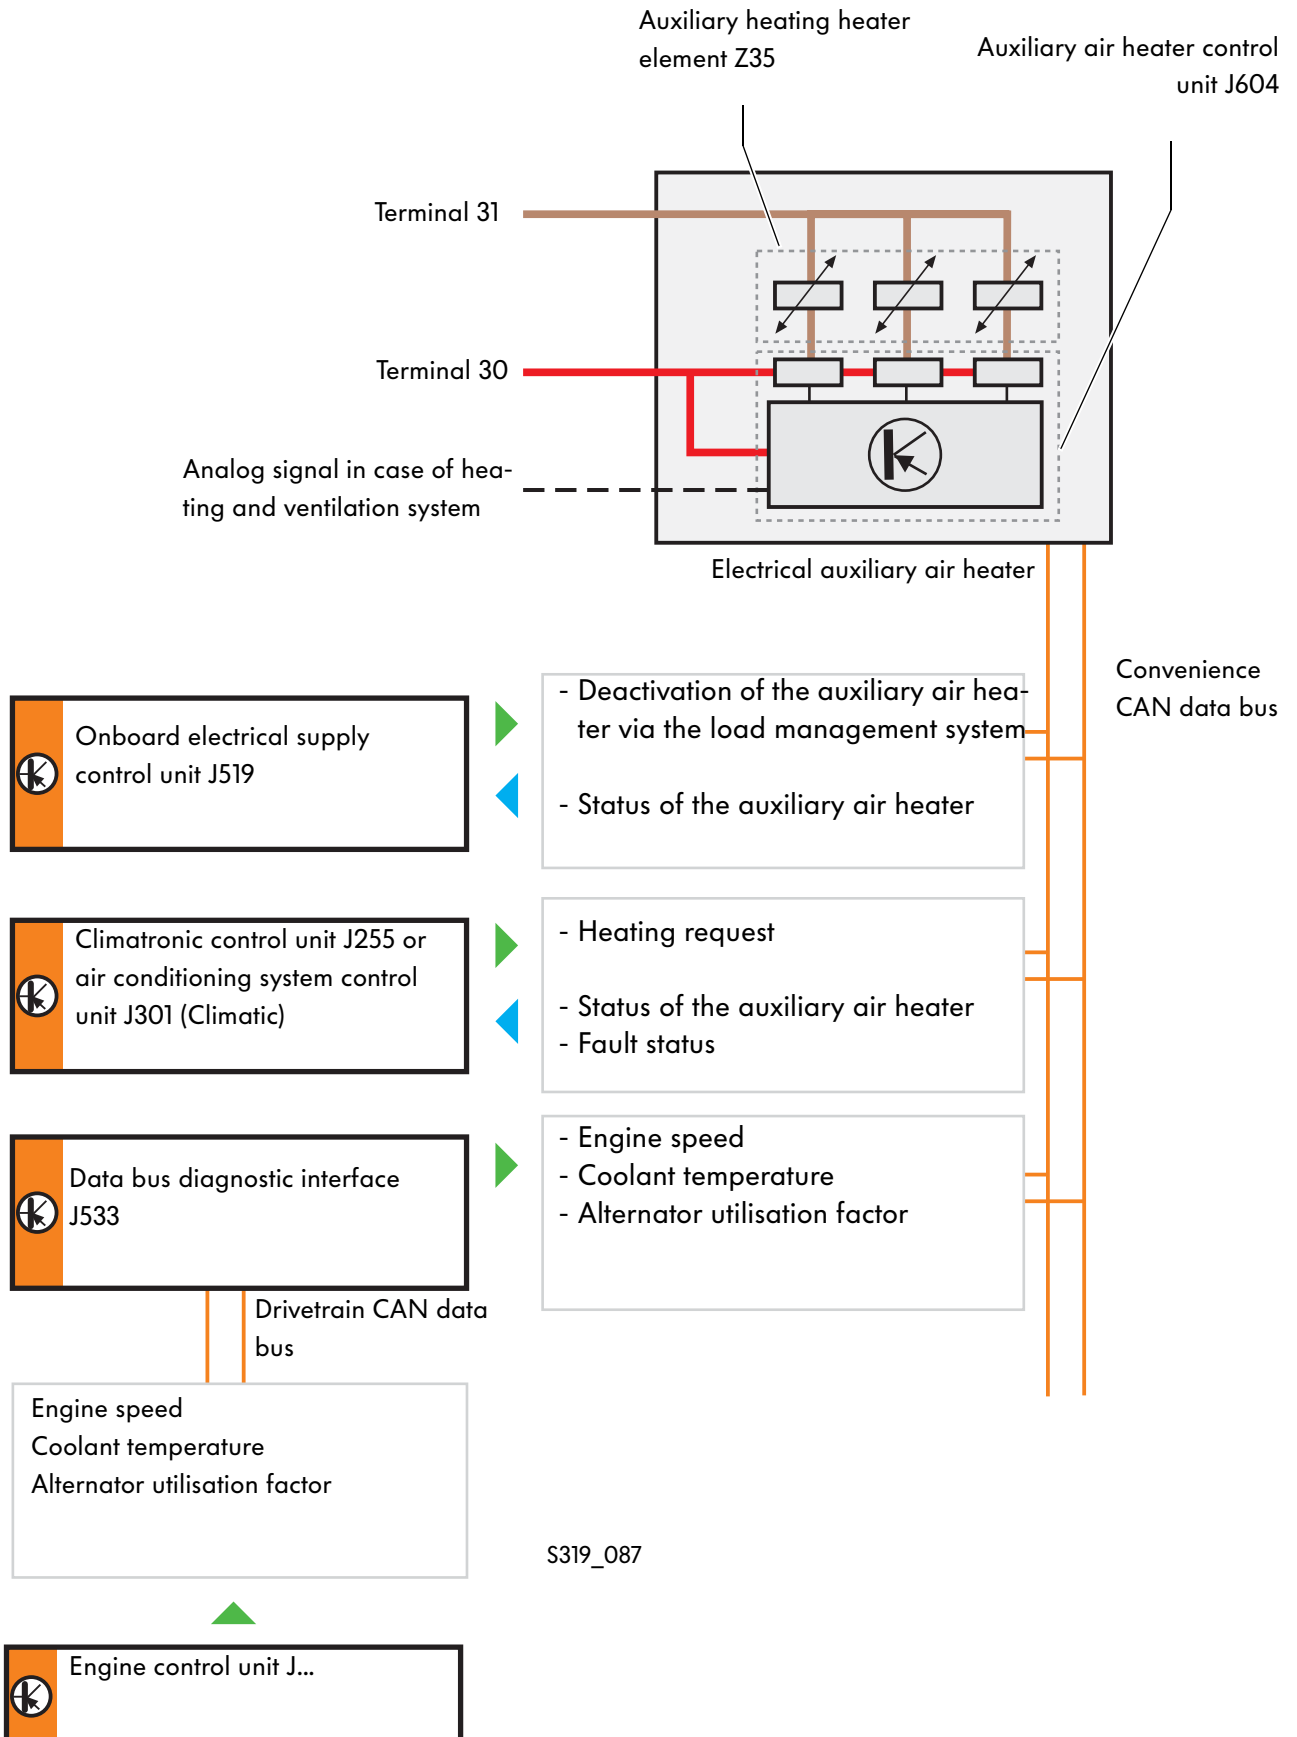 Auxiliary heating heater
element Z35
Auxiliary air heater control
unit J604
Terminal 31
Terminal 30
Analog signal in case of hea-
ting and ventilation system
Electrical auxiliary air heater
Convenience
CAN data bus
Onboard electrical supply
control unit J519
- Deactivation of the auxiliary air hea-
ter via the load management system
- Status of the auxiliary air heater
Climatronic control unit J255 or
air conditioning system control
unit J301 (Climatic)
- Heating request
- Status of the auxiliary air heater
- Fault status
Data bus diagnostic interface
J533
- Engine speed
- Coolant temperature
- Alternator utilisation factor
Drivetrain CAN data
bus
Engine speed
Coolant temperature
Alternator utilisation factor
S319_087
Engine control unit J...